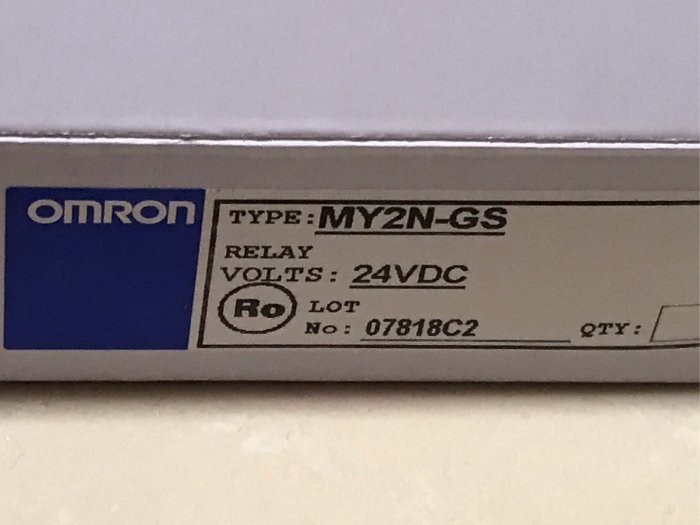 OMRON
TYPE: MY2N-GS
RELAY
VOLTS: 24VDC
Ro LOT
No: 07818C2 QTY: